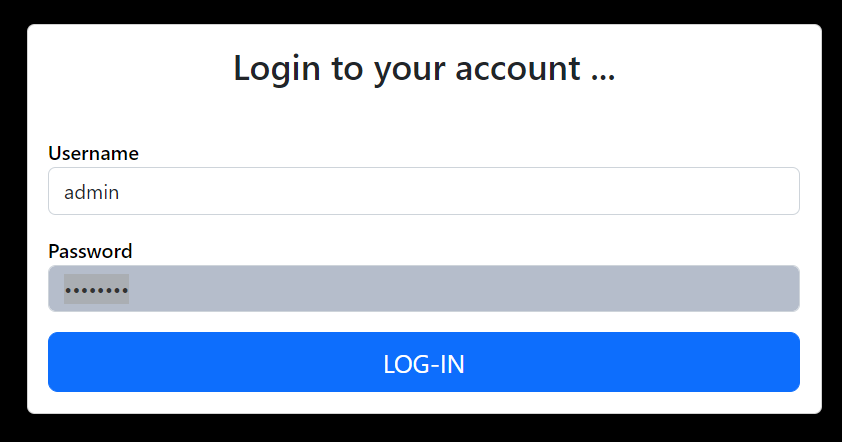 Login to your account ...
Username
admin
Password
••••••••
LOG-IN